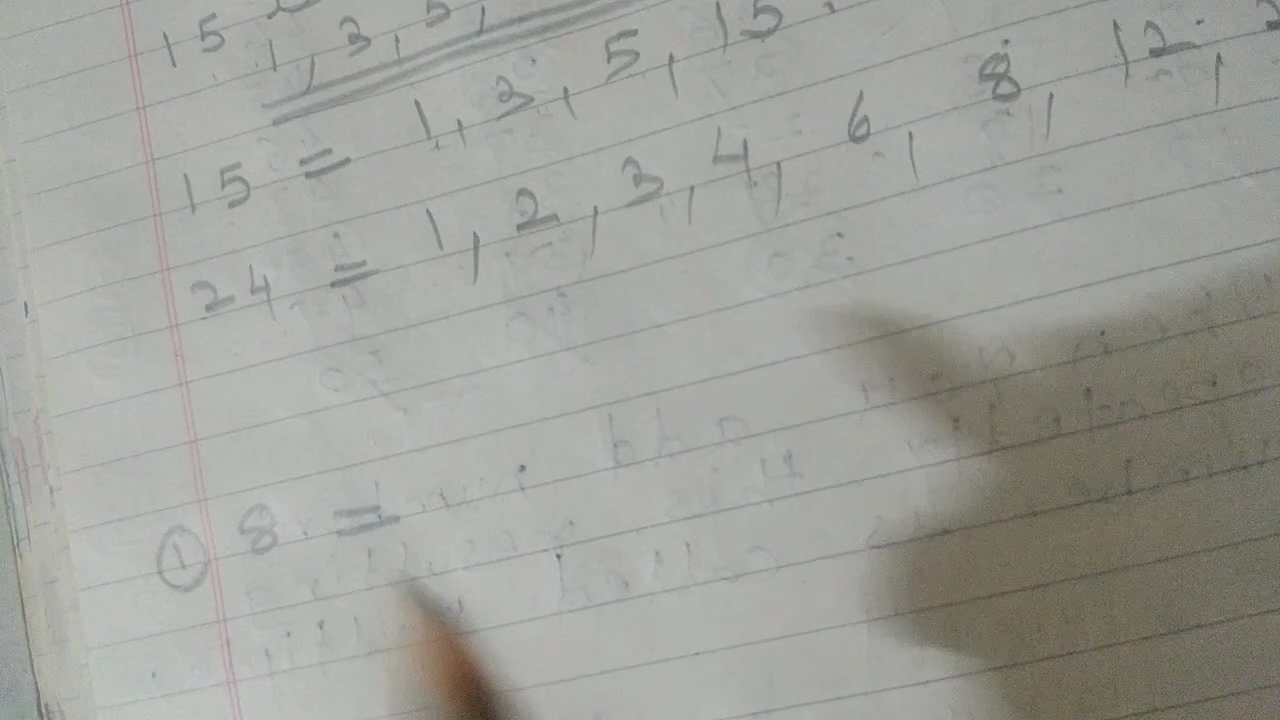 15 1, 3, 5,
15 = 1, 3, 5, 15
24 = 1, 2, 3, 4, 6, 8, 12, 2
① 8 =